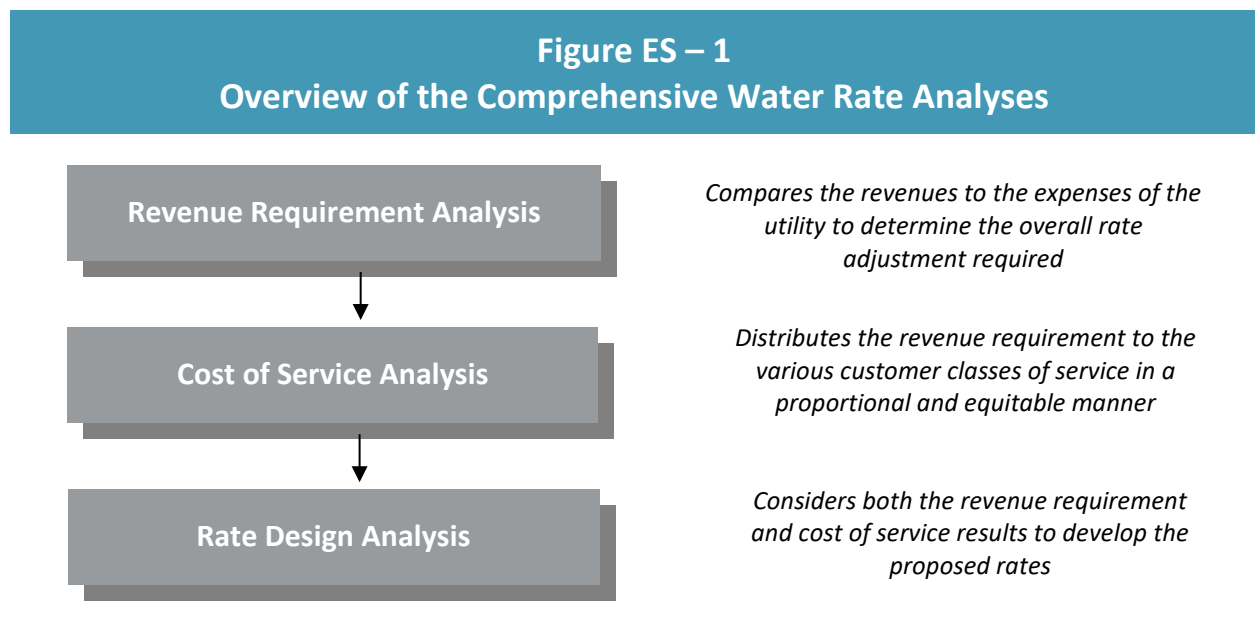 Figure ES – 1
Overview of the Comprehensive Water Rate Analyses
Revenue Requirement Analysis
Compares the revenues to the expenses of the
utility to determine the overall rate
adjustment required
Cost of Service Analysis
Distributes the revenue requirement to the
various customer classes of service in a
proportional and equitable manner
Rate Design Analysis
Considers both the revenue requirement
and cost of service results to develop the
proposed rates